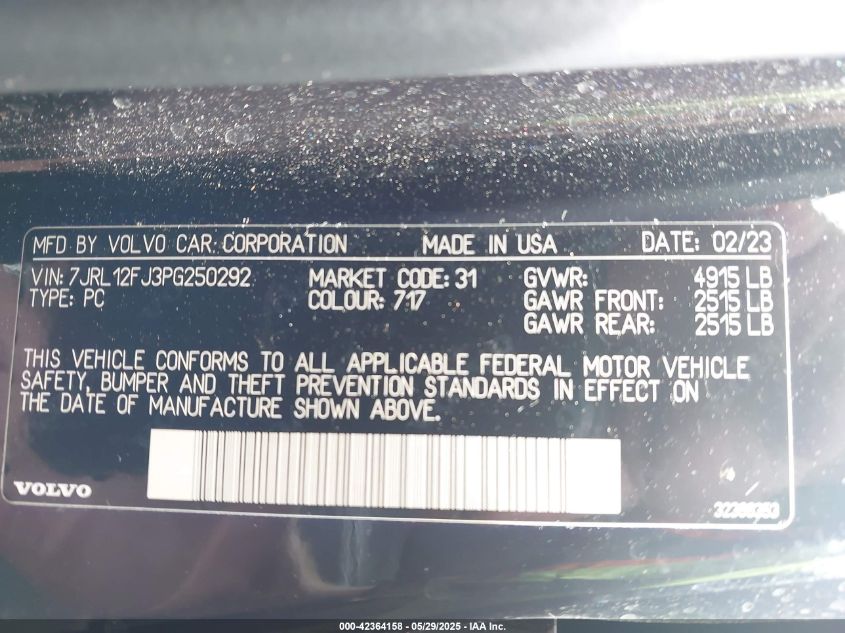 MFD BY VOLVO CAR CORPORATION MADE IN USA DATE: 02/23
VIN: 7JRL12FJ3PG250292 MARKET CODE: 31 GVWR: 4915 LB
TYPE: PC COLOUR: 717 GAWR FRONT: 2515 LB
GAWR REAR: 2515 LB
THIS VEHICLE CONFORMS TO ALL APPLICABLE FEDERAL MOTOR VEHICLE
SAFETY, BUMPER AND THEFT PREVENTION STANDARDS IN EFFECT ON
THE DATE OF MANUFACTURE SHOWN ABOVE.
VOLVO
000-42364158 - 05/29/2025 - IAA Inc.